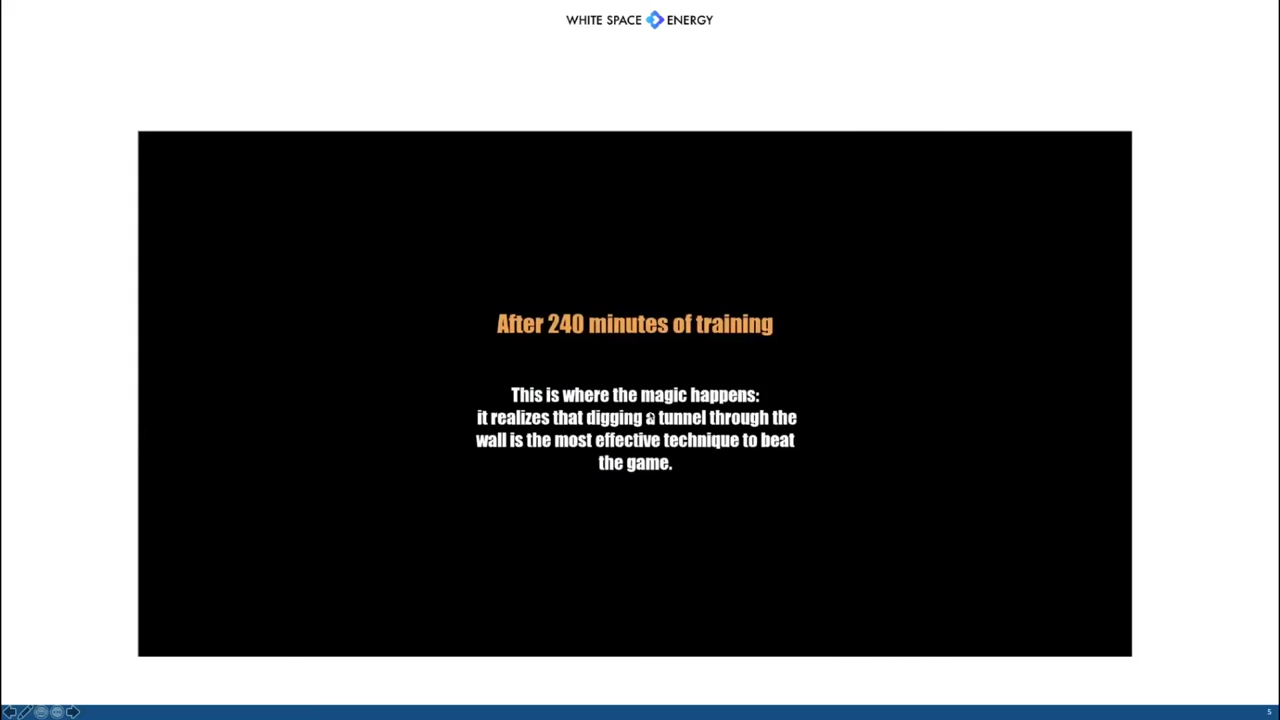 WHITE SPACE ENERGY
After 240 minutes of training
This is where the magic happens:
it realizes that digging a tunnel through the
wall is the most effective technique to beat
the game.
5